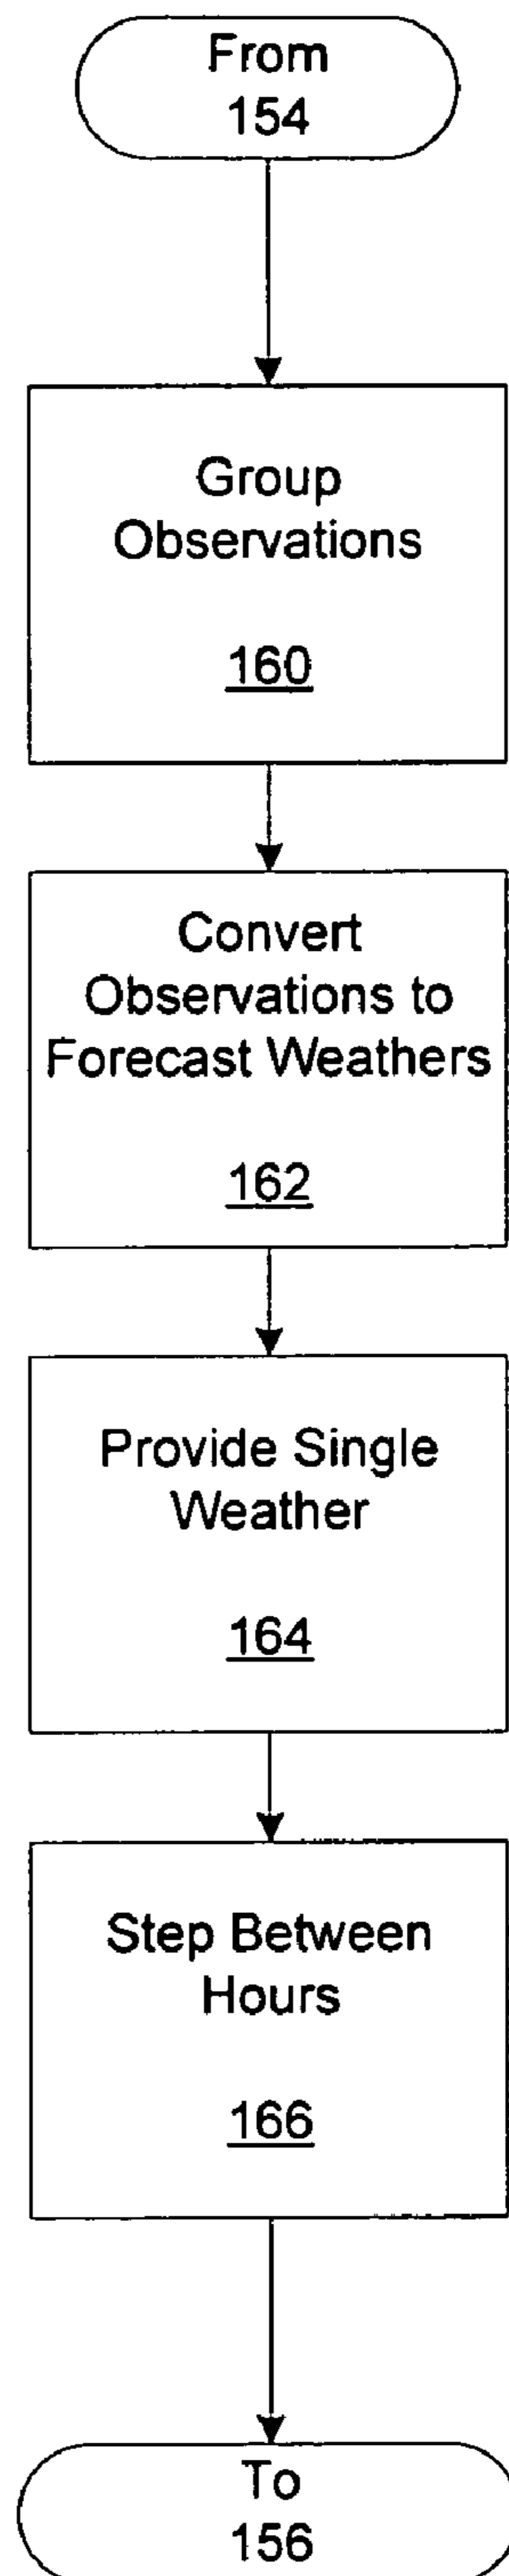 From
154
Group
Observations
160
Convert
Observations to
Forecast Weathers
162
Provide Single
Weather
164
Step Between
Hours
166
To
156